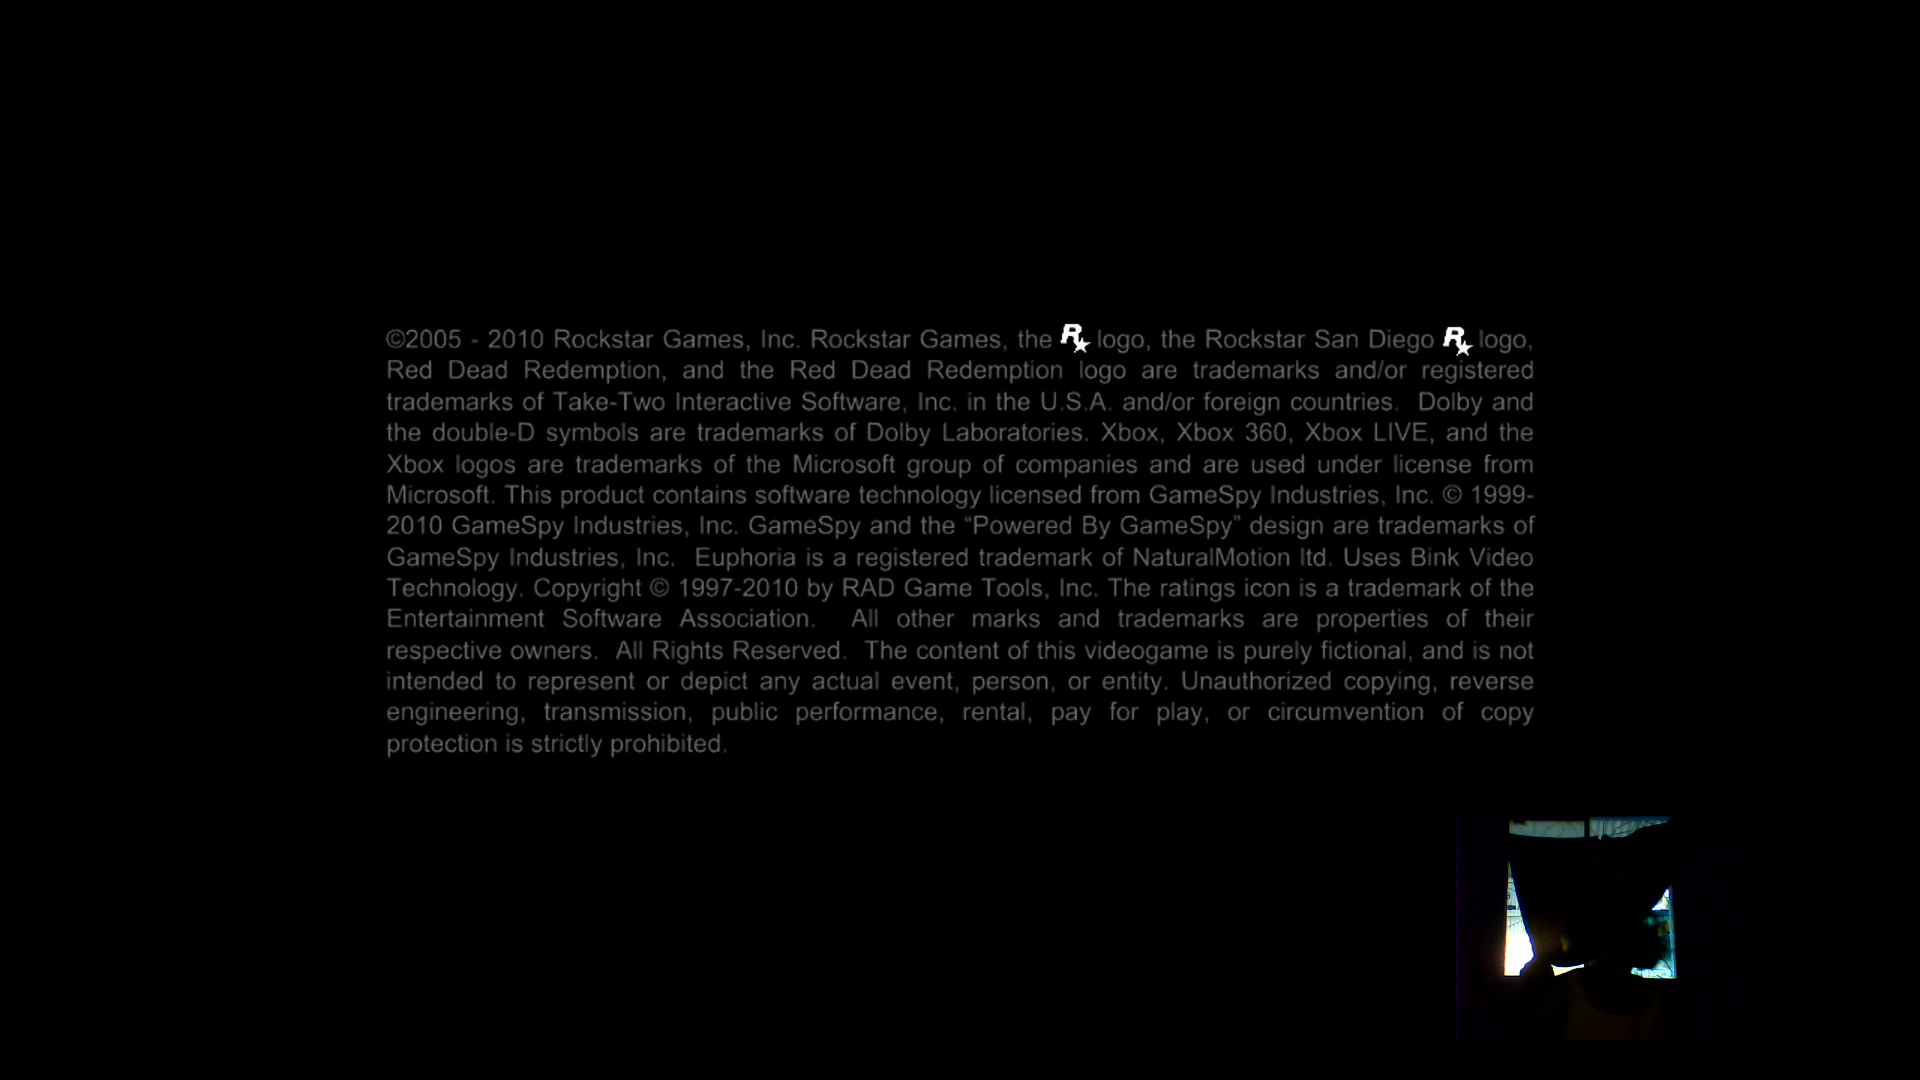 ©2005 - 2010 Rockstar Games, Inc. Rockstar Games, the R logo, the Rockstar San Diego R logo,
Red Dead Redemption, and the Red Dead Redemption logo are trademarks and/or registered
trademarks of Take-Two Interactive Software, Inc. in the U.S.A. and/or foreign countries. Dolby and
the double-D symbols are trademarks of Dolby Laboratories. Xbox, Xbox 360, Xbox LIVE, and the
Xbox logos are trademarks of the Microsoft group of companies and are used under license from
Microsoft. This product contains software technology licensed from GameSpy Industries, Inc. © 1999-
2010 GameSpy Industries, Inc. GameSpy and the “Powered By GameSpy” design are trademarks of
GameSpy Industries, Inc. Euphoria is a registered trademark of NaturalMotion ltd. Uses Bink Video
Technology. Copyright © 1997-2010 by RAD Game Tools, Inc. The ratings icon is a trademark of the
Entertainment Software Association. All other marks and trademarks are properties of their
respective owners. All Rights Reserved. The content of this videogame is purely fictional, and is not
intended to represent or depict any actual event, person, or entity. Unauthorized copying, reverse
engineering, transmission, public performance, rental, pay for play, or circumvention of copy
protection is strictly prohibited.